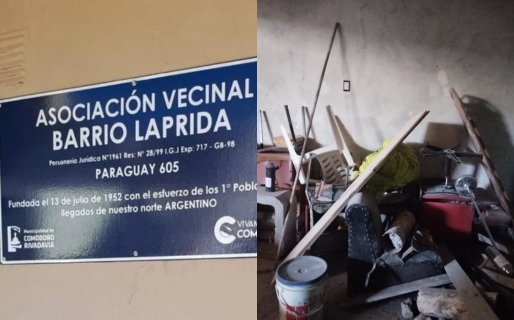 ASOCIACIÓN VECINAL
BARRIO LAPRIDA
Personería Jurídica N°1961 Res: N° 28/99 I.G.J Exp: 717 - GB-98
PARAGUAY 605
Fundada el 13 de julio de 1952 con el esfuerzo de los 1° Pobl
llegados de nuestro norte ARGENTINO
Municipalidad de
COMODORO
RIVADAVIA